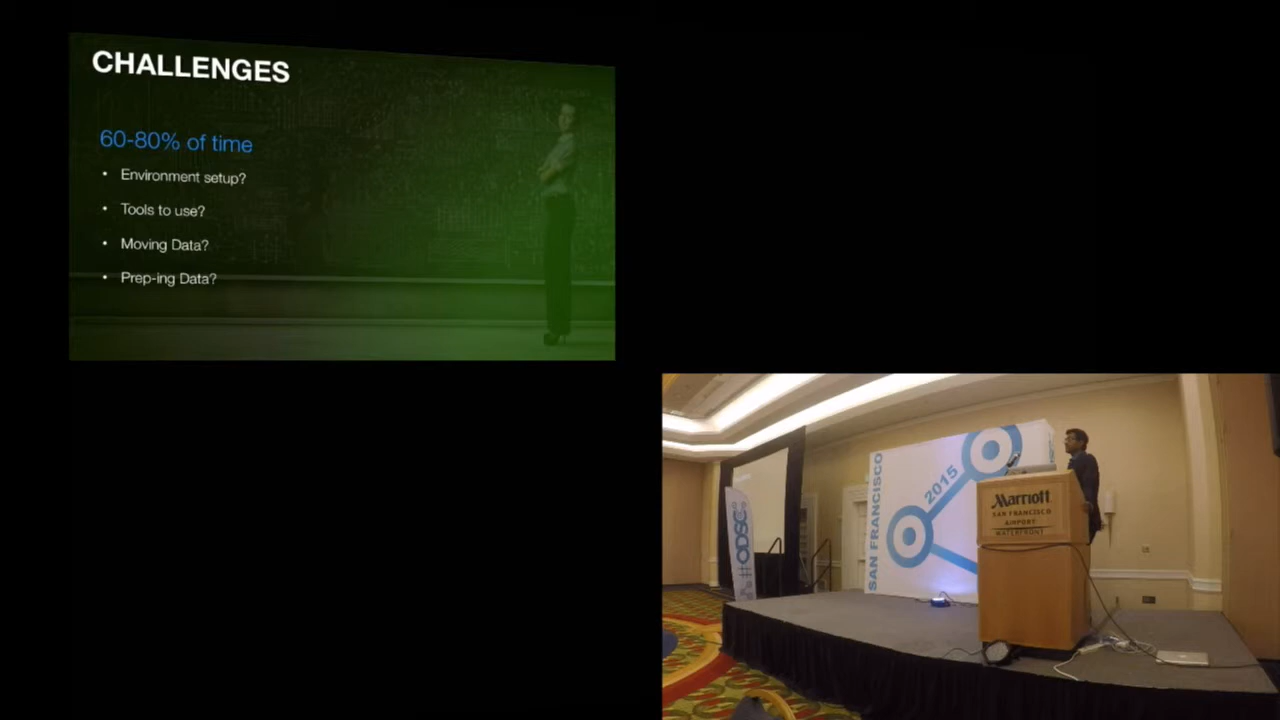 CHALLENGES
60-80% of time
• Environment setup?
• Tools to use?
• Moving Data?
• Prep-ing Data?
#ODSC
SAN FRANCISCO
2015
Marriott
SAN FRANCISCO
AIRPORT
WATERFRONT